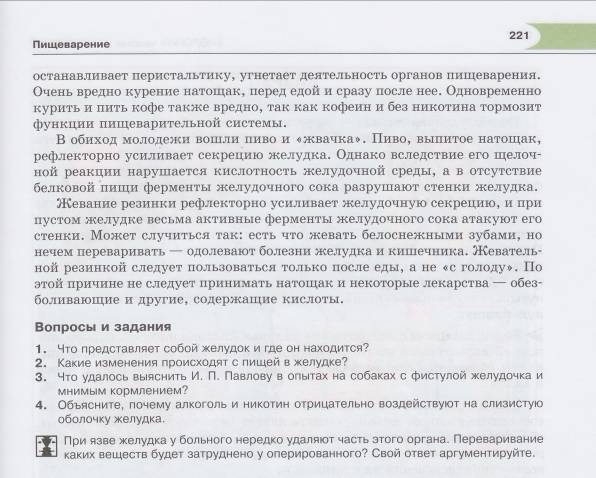 Пищеварение
221
останавливает перистальтику, угнетает деятельность органов пищеварения.
Очень вредно курение натощак, перед едой и сразу после нее. Одновременно
курить и пить кофе также вредно, так как кофеин и без никотина тормозит
функции пищеварительной системы.
В обиход молодежи вошли пиво и «жвачка». Пиво, выпитое натощак,
рефлекторно усиливает секрецию желудка. Однако вследствие его щелоч-
ной реакции нарушается кислотность желудочной среды, а в отсутствие
белковой пищи ферменты желудочного сока разрушают стенки желудка.
Жевание резинки рефлекторно усиливает желудочную секрецию, и при
пустом желудке весьма активные ферменты желудочного сока атакуют его
стенки. Может случиться так: есть что жевать белоснежными зубами, но
нечем переваривать — одолевают болезни желудка и кишечника. Жеватель-
ной резинкой следует пользоваться только после еды, а не «с голоду». По
этой причине не следует принимать натощак и некоторые лекарства — обез-
боливающие и другие, содержащие кислоты.
Вопросы и задания
1. Что представляет собой желудок и где он находится?
2. Какие изменения происходят с пищей в желудке?
3. Что удалось выяснить И. П. Павлову в опытах на собаках с фистулой желудочка и
мнимым кормлением?
4. Объясните, почему алкоголь и никотин отрицательно воздействуют на слизистую
оболочку желудка.
При язве желудка у больного нередко удаляют часть этого органа. Переваривание
каких веществ будет затруднено у оперированного? Свой ответ аргументируйте.